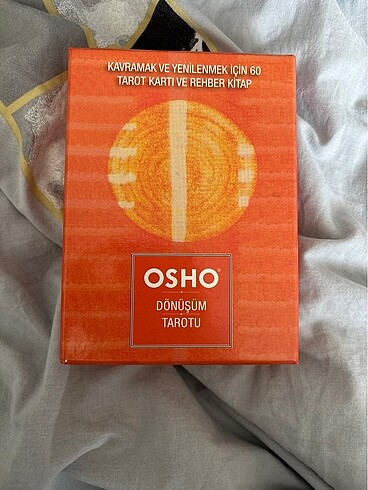 KAVRAMAK VE YENİLENMEK İÇİN 60
TAROT KARTI VE REHBER KİTAP
OSHO®
DÖNÜŞÜM
TAROTU